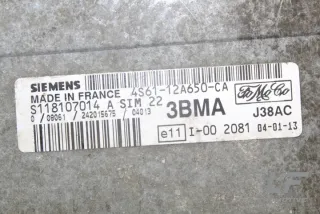 SIEMENS
MADE IN FRANCE 4S61-12A650-CA
S118107014 A SIM 22 3BMA FoMoCo
0 / 08061 / 242015675 / 04013 J38AC
e11 I-00 2081 04-01-13